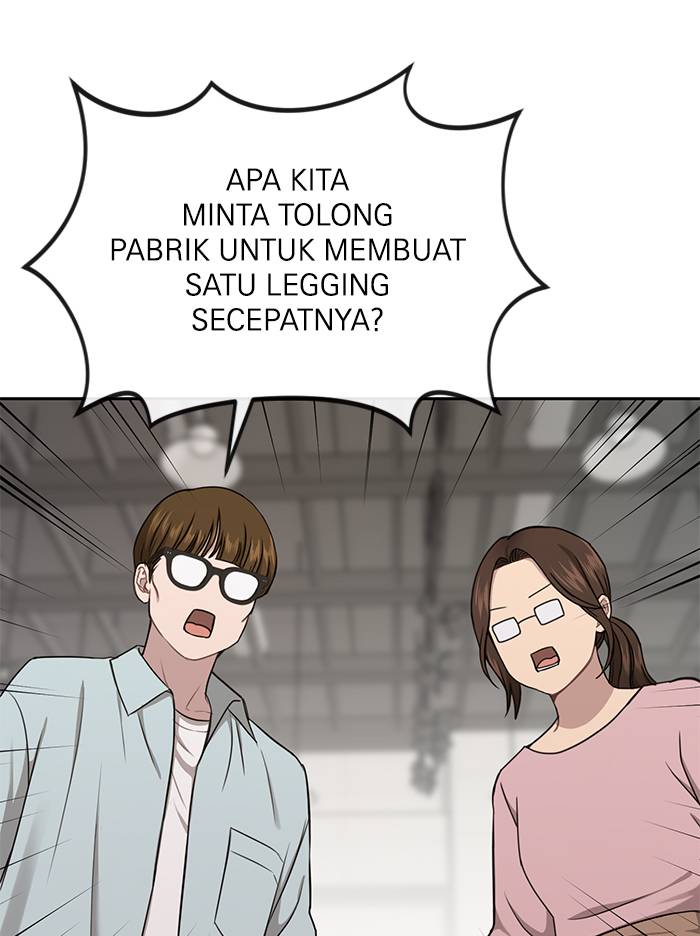 APA KITA
MINTA TOLONG
PABRIK UNTUK MEMBUAT
SATU LEGGING
SECEPATNYA?